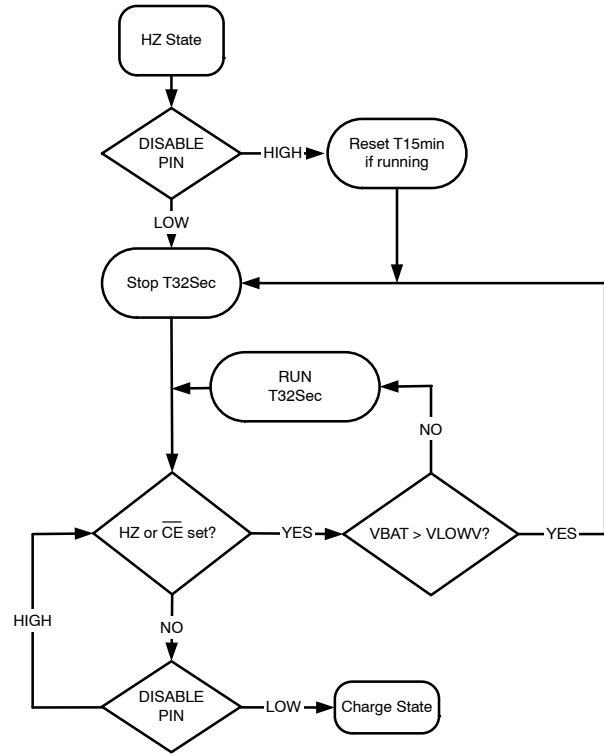 HZ State
DISABLE
PIN
HIGH
Reset T15min
if running
LOW
Stop T32Sec
RUN
T32Sec
NO
HZ or C̅E̅ set?
YES
VBAT > VLOWV?
YES
HIGH
NO
DISABLE
PIN
LOW
Charge State